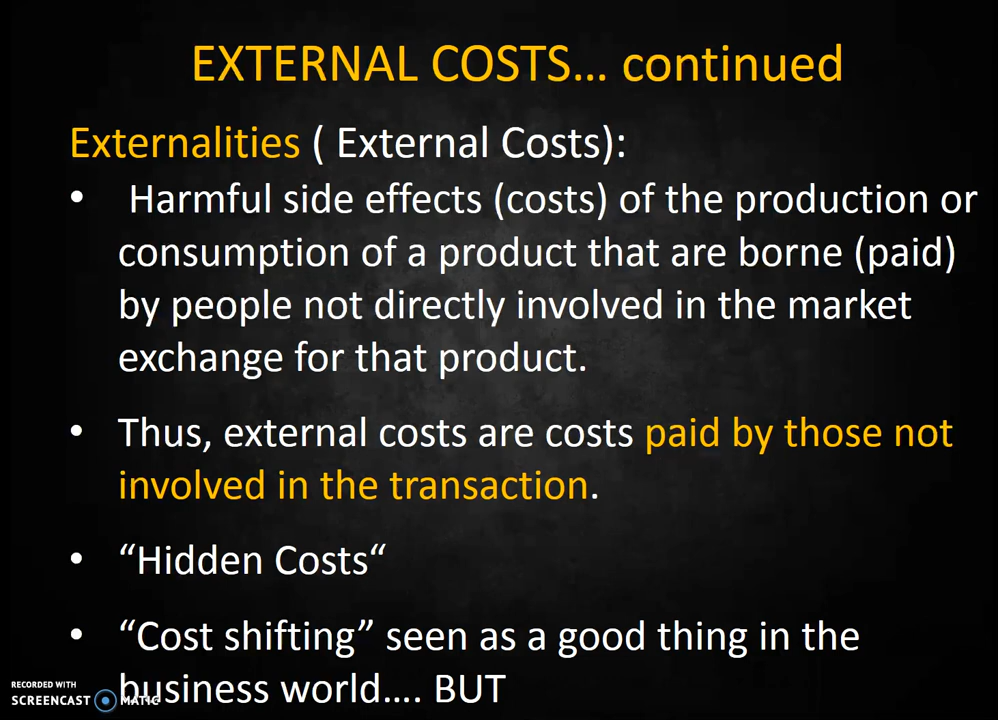 EXTERNAL COSTS... continued
Externalities ( External Costs):
• Harmful side effects (costs) of the production or
consumption of a product that are borne (paid)
by people not directly involved in the market
exchange for that product.
• Thus, external costs are costs paid by those not
involved in the transaction.
• “Hidden Costs“
• “Cost shifting” seen as a good thing in the
business world.... BUT
RECORDED WITH
SCREENCAST MATIC